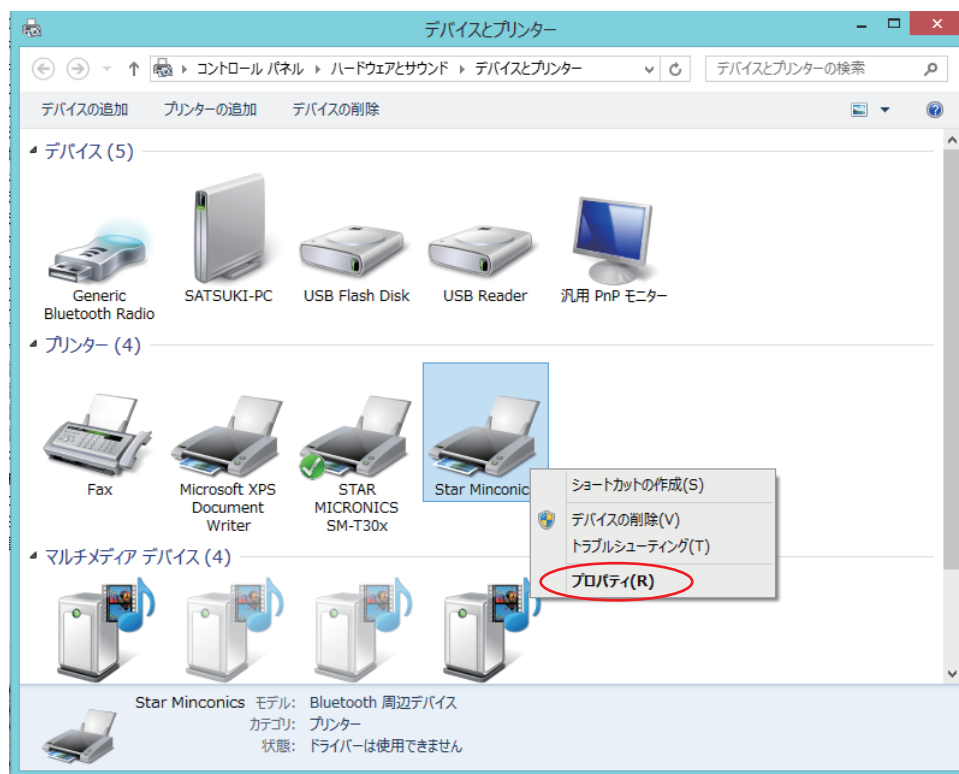 デバイスとプリンター
コントロール パネル ▸ ハードウェアとサウンド ▸ デバイスとプリンター
デバイスとプリンターの検索
デバイスの追加 プリンターの追加 デバイスの削除
デバイス (5)
Generic
Bluetooth Radio
SATSUKI-PC
USB Flash Disk
USB Reader
汎用 PnP モニター
プリンター (4)
Fax
Microsoft XPS
Document
Writer
STAR
MICRONICS
SM-T30x
Star Minconic
ショートカットの作成(S)
デバイスの削除(V)
トラブルシューティング(T)
プロパティ(R)
マルチメディア デバイス (4)
Star Minconics モデル: Bluetooth 周辺デバイス
カテゴリ: プリンター
状態: ドライバーは使用できません